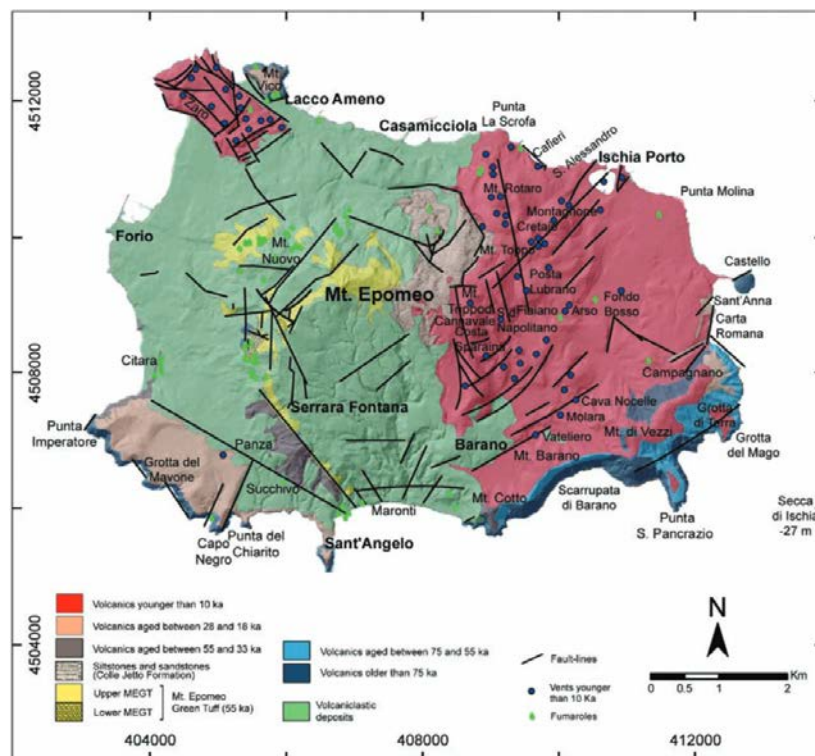 4512000
4508000
4504000
404000
408000
412000
Mt.
Vico
Zaro
Lacco Ameno
Casamicciola
Punta
La Scrofa
Cafieri
S. Alessandro
Ischia Porto
Punta Molina
Mt. Rotaro
Montagnone
Cretaio
Mt. Toppo
Forio
Mt.
Nuovo
Mt. Epomeo
Posta
Lubrano
Castello
Sant'Anna
Carta
Romana
Mt.
Trippodi
Cannavale
Costa
Sparaina
S.d.
Fiaiano
Napolitano
Arso
Fondo
Bosso
Campagnano
Citara
Serrara Fontana
Cava Nocelle
Molara
Vateliero
Mt. Barano
Barano
Mt. di Vezzi
Grotta
di Terra
Grotta
del Mago
Punta
Imperatore
Panza
Grotta del
Mavone
Succhivo
Maronti
Mt. Cotto
Scarrupata
di Barano
Punta
S. Pancrazio
Secca
di Ischia
-27 m
Capo
Negro
Punta del
Chiarito
Sant'Angelo
Volcanics younger than 10 ka
Volcanics aged between 28 and 18 ka
Volcanics aged between 55 and 33 ka
Siltstones and sandstones
(Colle Jetto Formation)
Upper MEGT
Lower MEGT
Mt. Epomeo
Green Tuff (55 ka)
Volcanics aged between 75 and 55 ka
Volcanics older than 75 ka
Volcaniclastic
deposits
Fault-lines
Vents younger
than 10 Ka
Fumaroles
N
Km
0 0.5 1 2